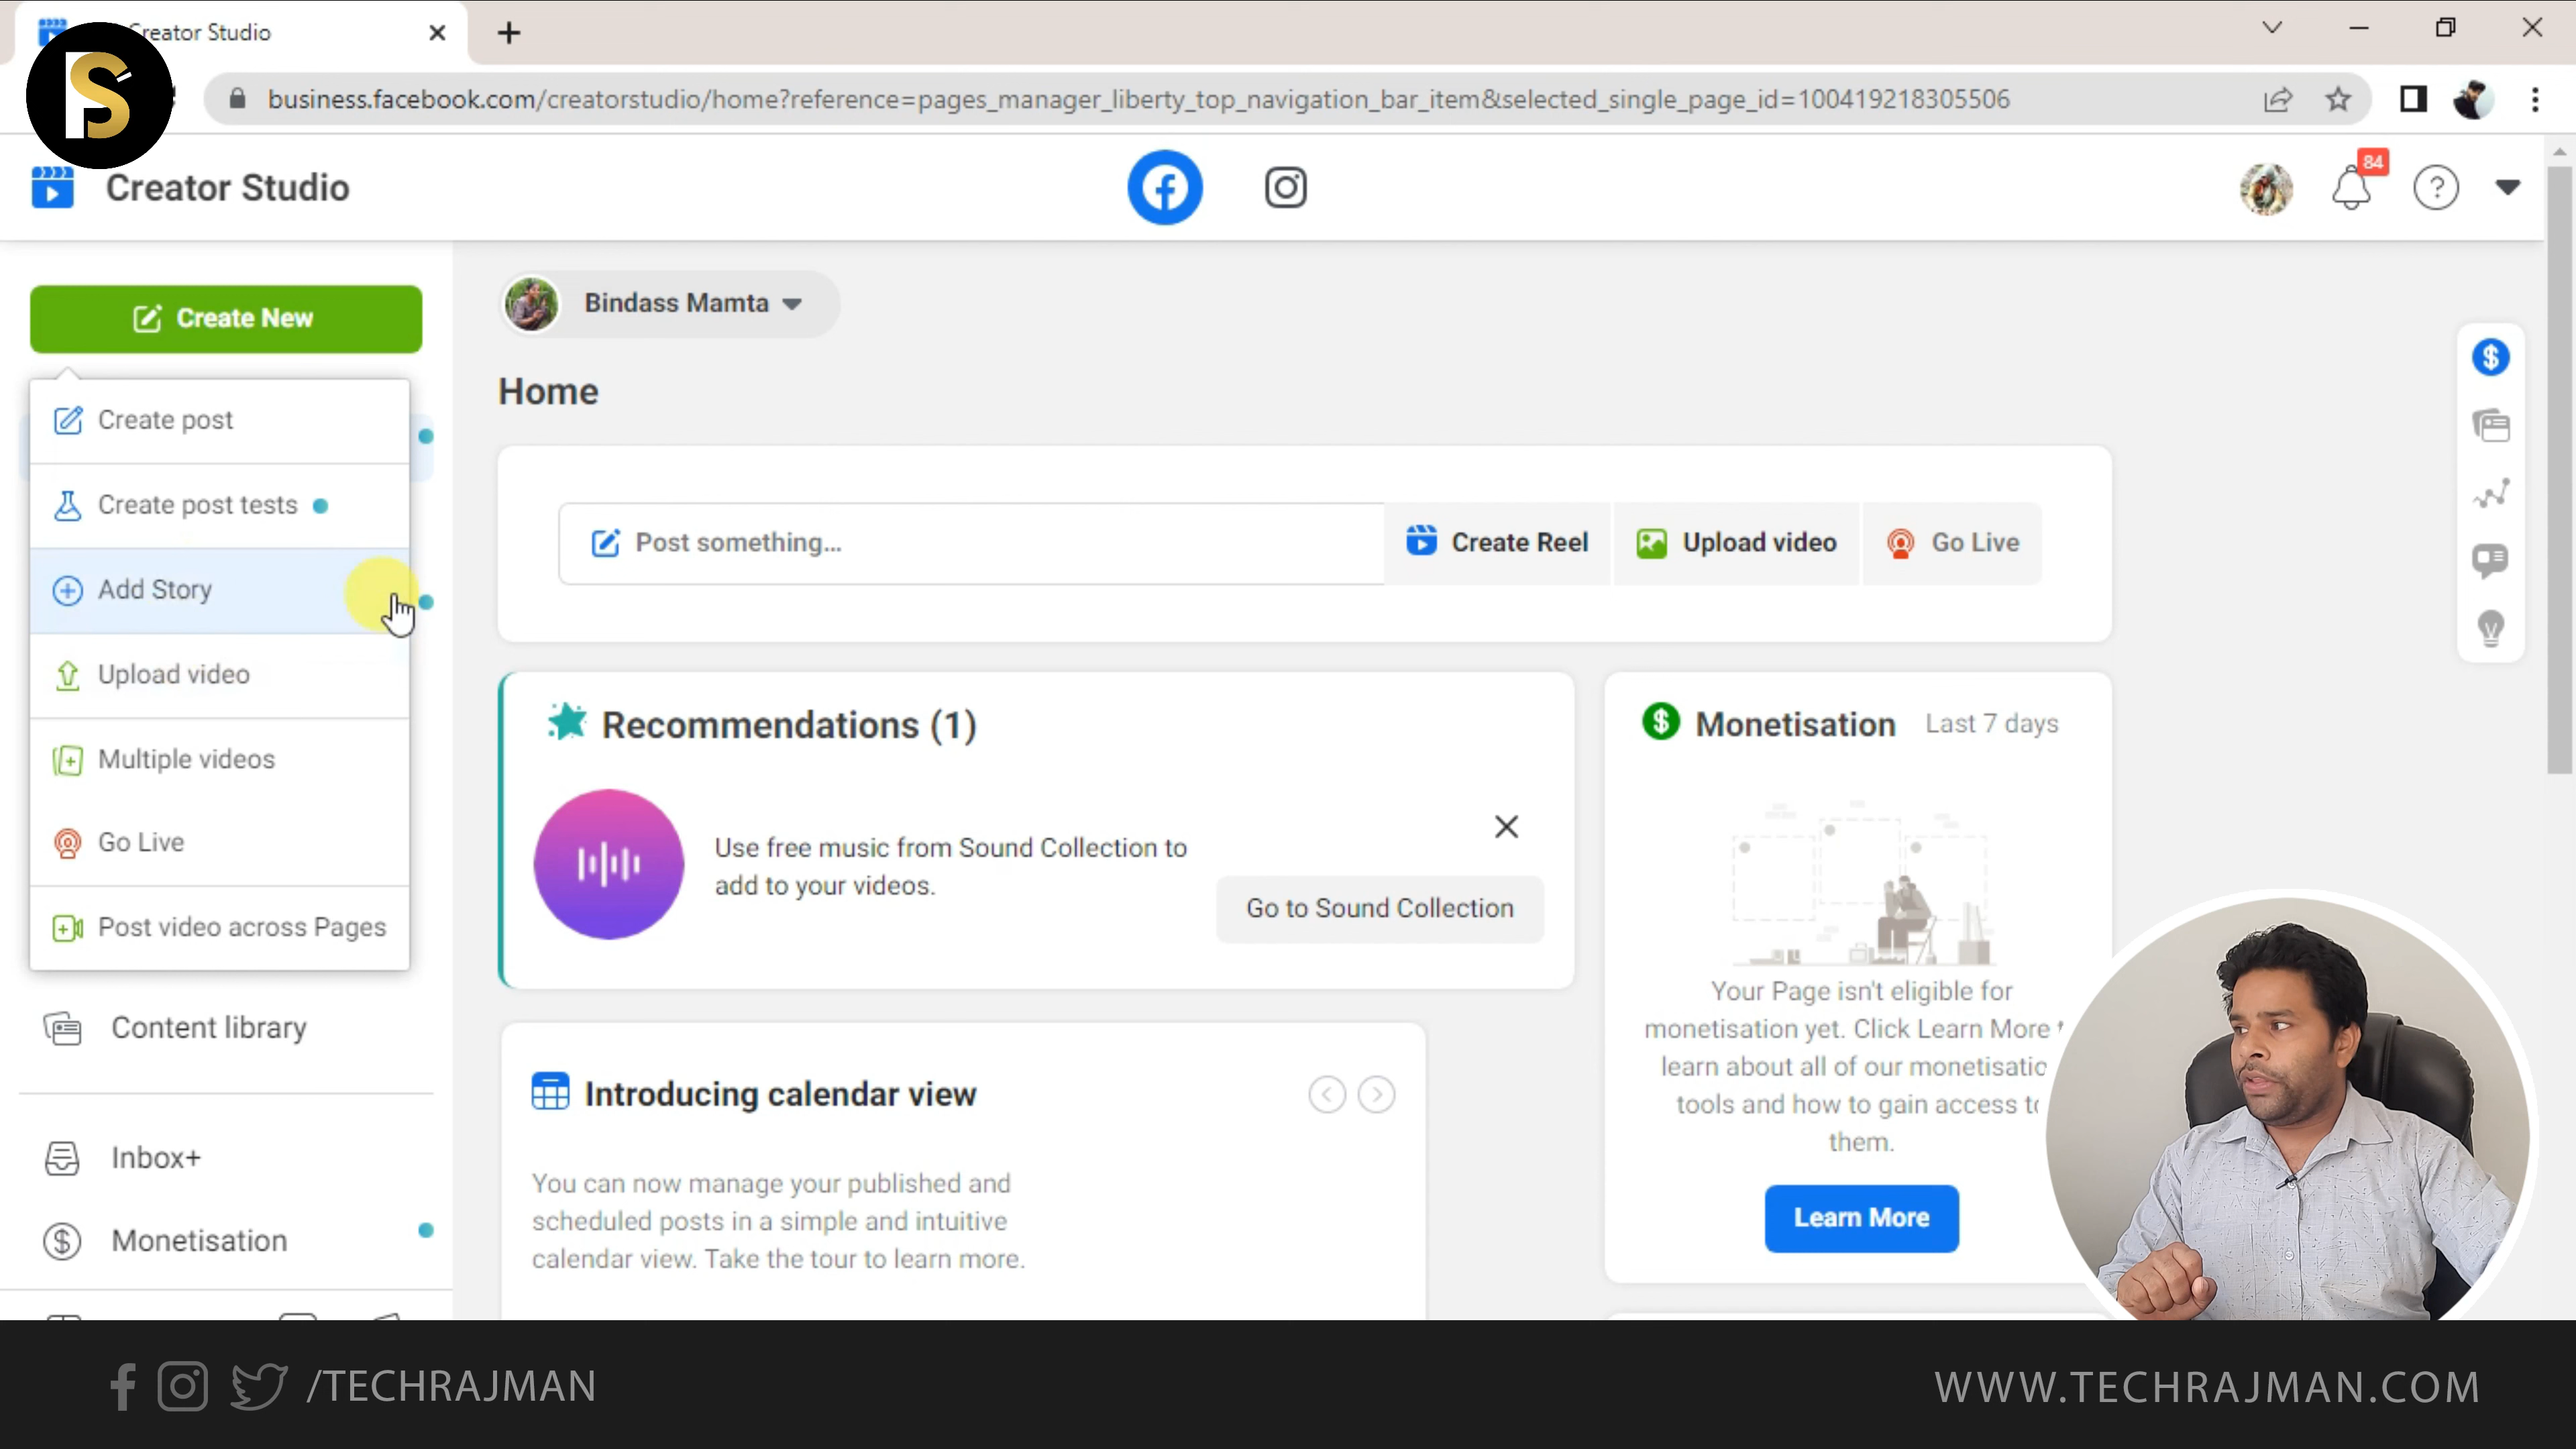 Creator Studio
business.facebook.com/creatorstudio/home?reference=pages_manager_liberty_top_navigation_bar_item&selected_single_page_id=100419218305506
PS
Creator Studio
84
Create New
Bindass Mamta
Home
Create post
Create post tests
Add Story
Upload video
Multiple videos
Go Live
Post video across Pages
Content library
Inbox+
Monetisation
Post something...
Create Reel
Upload video
Go Live
Recommendations (1)
Use free music from Sound Collection to
add to your videos.
Go to Sound Collection
Monetisation Last 7 days
Your Page isn't eligible for
monetisation yet. Click Learn More
learn about all of our monetisatio
tools and how to gain access to
them.
Learn More
Introducing calendar view
You can now manage your published and
scheduled posts in a simple and intuitive
calendar view. Take the tour to learn more.
/TECHRAJMAN
WWW.TECHRAJMAN.COM